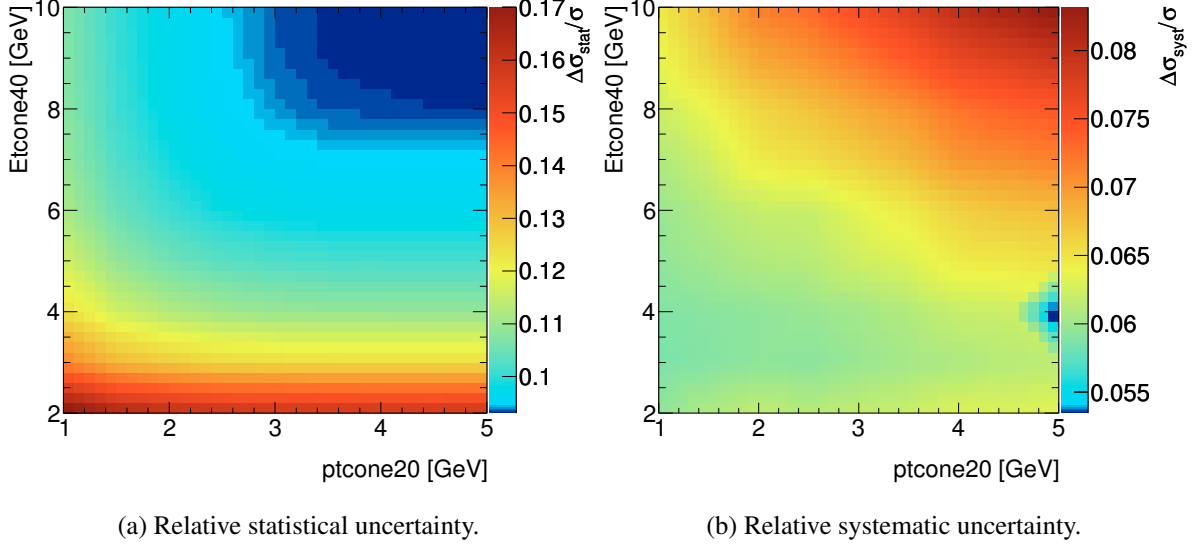 Etcone40 [GeV]
10
8
6
4
2
1 2 3 4 5
ptcone20 [GeV]
0.17
0.16
0.15
0.14
0.13
0.12
0.11
0.1
Δσstat/σ
(a) Relative statistical uncertainty.
Etcone40 [GeV]
10
8
6
4
2
1 2 3 4 5
ptcone20 [GeV]
0.08
0.075
0.07
0.065
0.06
0.055
Δσsyst/σ
(b) Relative systematic uncertainty.